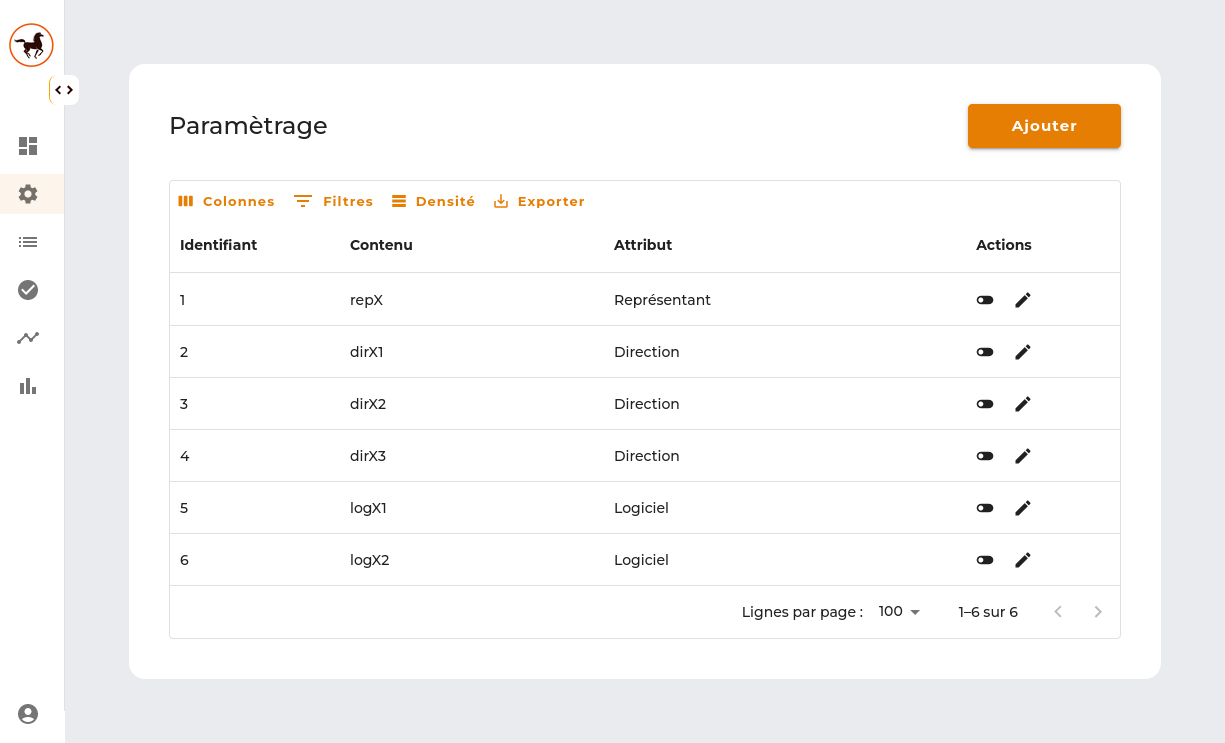 Paramètrage
Ajouter
Colonnes Filtres Densité Exporter
Identifiant Contenu Attribut Actions
1 repX Représentant
2 dirX1 Direction
3 dirX2 Direction
4 dirX3 Direction
5 logX1 Logiciel
6 logX2 Logiciel
Lignes par page : 100 1–6 sur 6